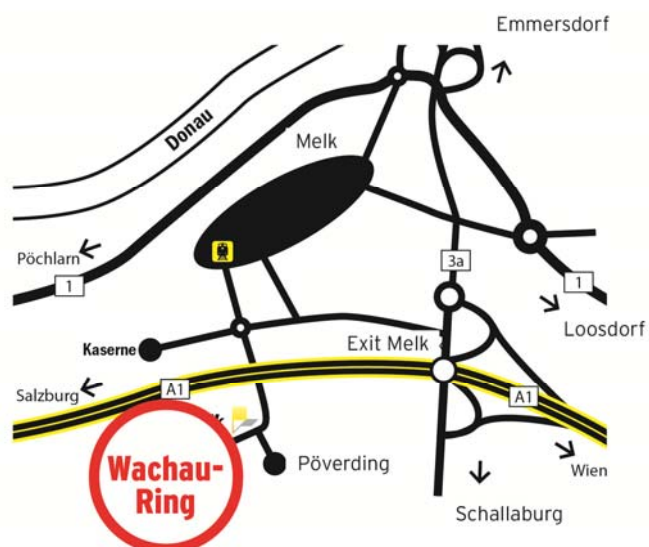 Emmersdorf
Donau
Melk
Pöchlarn
1
3a
1
Loosdorf
Kaserne
Exit Melk
Salzburg
A1
A1
Wachau-
Ring
Pöverding
Wien
Schallaburg